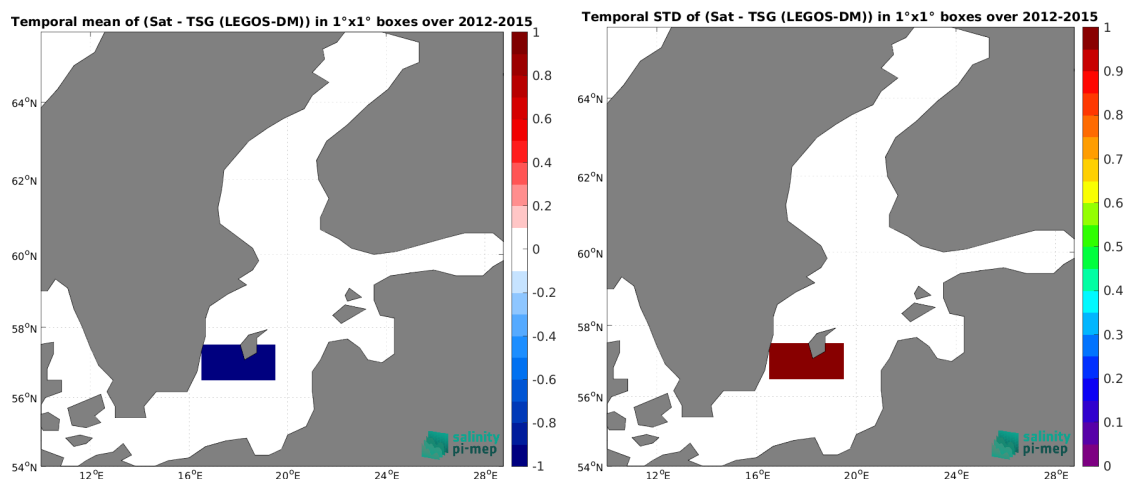 Temporal mean of (Sat - TSG (LEGOS-DM)) in 1°x1° boxes over 2012-2015
64°N
62°N
60°N
58°N
56°N
54°N
12°E
16°E
20°E
24°E
28°E
1
0.8
0.6
0.4
0.2
0
-0.2
-0.4
-0.6
-0.8
-1
salinity
pi-mep
Temporal STD of (Sat - TSG (LEGOS-DM)) in 1°x1° boxes over 2012-2015
64°N
62°N
60°N
58°N
56°N
54°N
12°E
16°E
20°E
24°E
28°E
1
0.9
0.8
0.7
0.6
0.5
0.4
0.3
0.2
0.1
0
salinity
pi-mep